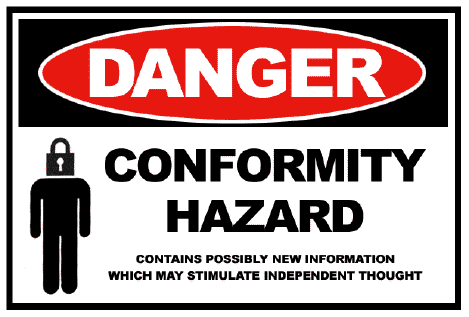 DANGER
CONFORMITY
HAZARD
CONTAINS POSSIBLY NEW INFORMATION
WHICH MAY STIMULATE INDEPENDENT THOUGHT